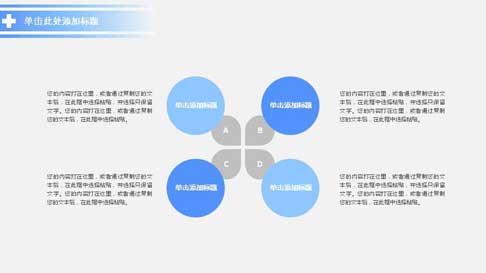 单击此处添加标题
您的内容打在这里，或者通过复制您的文
本后，在此框中选择粘贴，并选择只保留
文字。您的内容打在这里，或者通过复制
您的文本后，在此框中选择粘贴。
单击添加标题
单击添加标题
您的内容打在这里，或者通过复制您的文
本后，在此框中选择粘贴，并选择只保留
文字。您的内容打在这里，或者通过复制
您的文本后，在此框中选择粘贴。
A
B
C
D
您的内容打在这里，或者通过复制您的文
本后，在此框中选择粘贴，并选择只保留
文字。您的内容打在这里，或者通过复制
您的文本后，在此框中选择粘贴。
单击添加标题
单击添加标题
您的内容打在这里，或者通过复制您的文
本后，在此框中选择粘贴，并选择只保留
文字。您的内容打在这里，或者通过复制
您的文本后，在此框中选择粘贴。